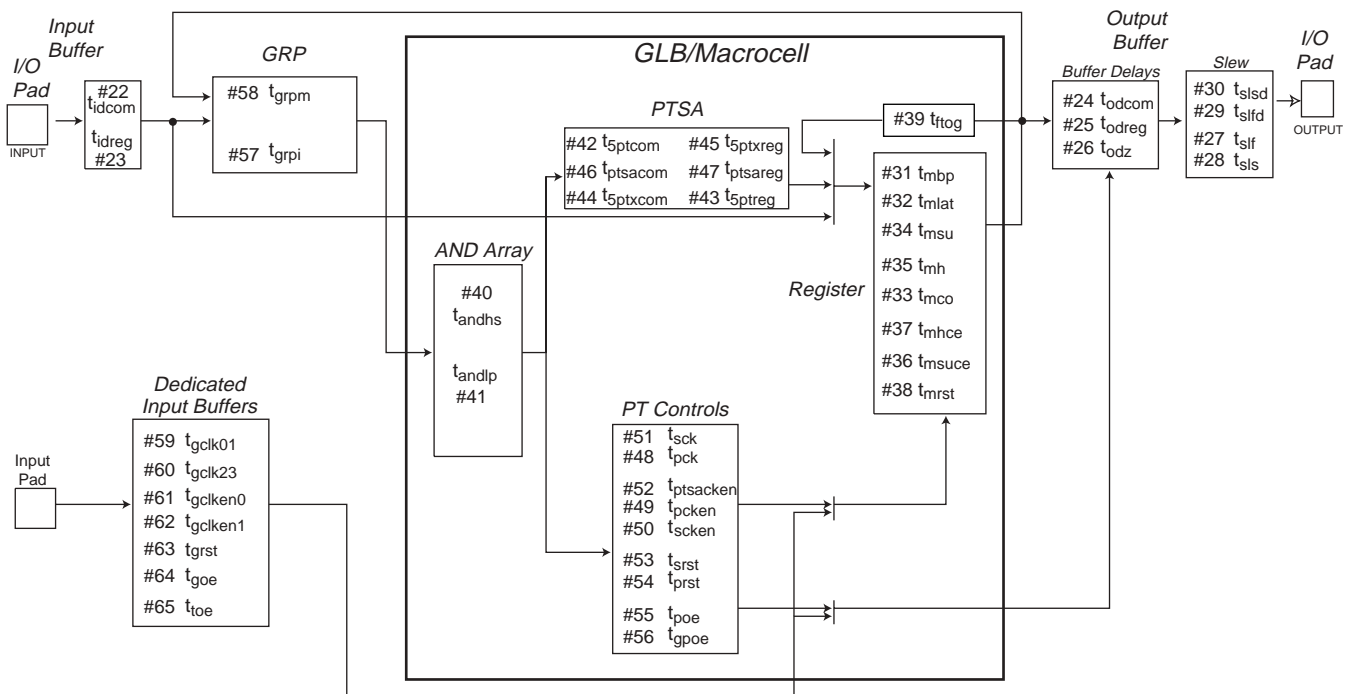 Input
Buffer
I/O
Pad
INPUT
#22
tidcom
tidreg
#23
GRP
#58 tgrpm
#57 tgrpi
GLB/Macrocell
PTSA
#42 t5ptcom #45 t5ptxreg
#46 tptsacom #47 tptsareg
#44 t5ptxcom #43 t5ptreg
#39 tftog
AND Array
#40
tandhs
tandlp
#41
Register
#31 tmbp
#32 tmlat
#34 tmsu
#35 tmh
#33 tmco
#37 tmhce
#36 tmsuce
#38 tmrst
Output
Buffer
Buffer Delays
#24 todcom
#25 todreg
#26 todz
Slew
#30 tslsd
#29 tslfd
#27 tslf
#28 tsls
I/O
Pad
OUTPUT
Dedicated
Input Buffers
Input
Pad
#59 tgclk01
#60 tgclk23
#61 tgclken0
#62 tgclken1
#63 tgrst
#64 tgoe
#65 ttoe
PT Controls
#51 tsck
#48 tpck
#52 tptsacken
#49 tpcken
#50 tscken
#53 tsrst
#54 tprst
#55 tpoe
#56 tgpoe